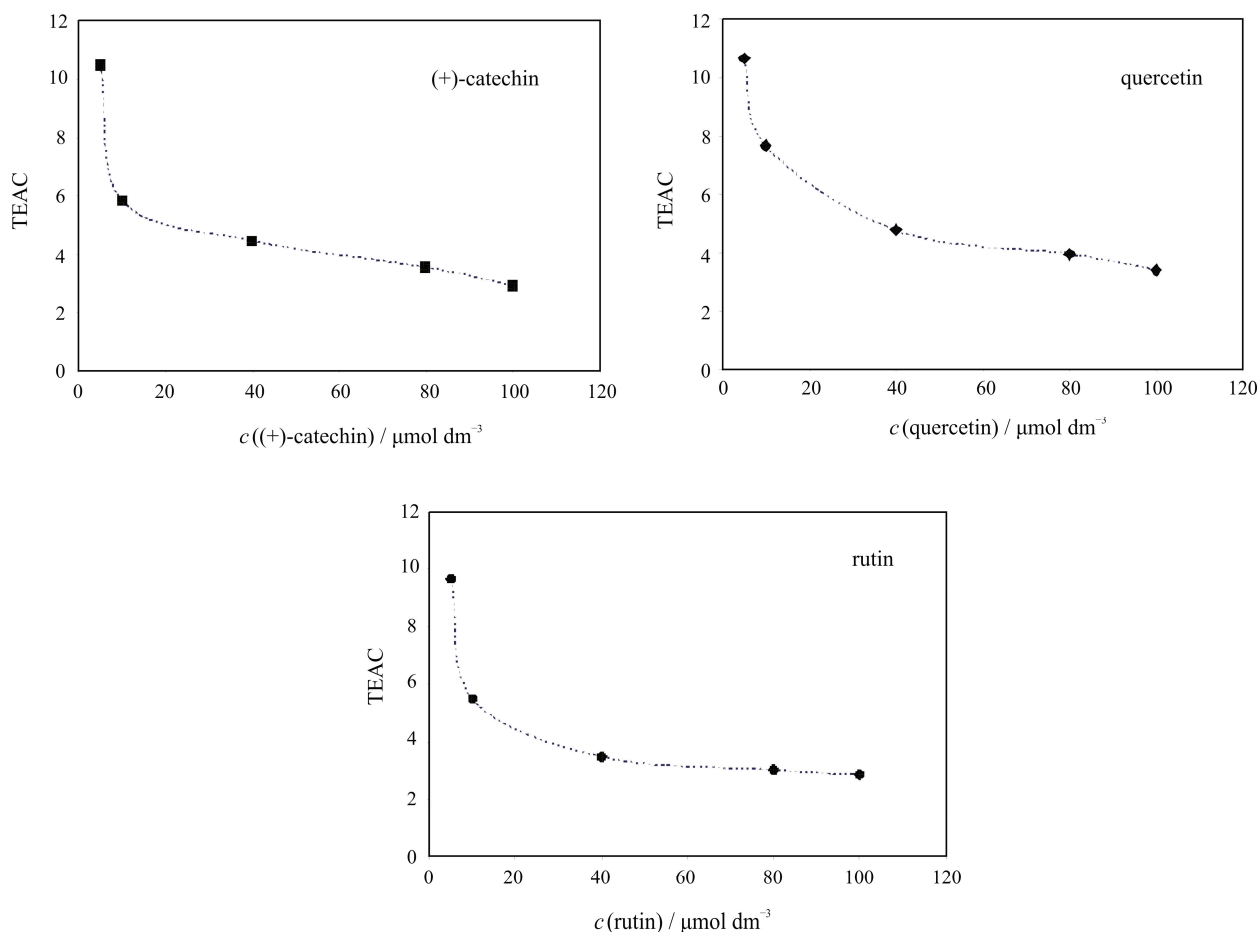 12
10
8
6
4
2
0
TEAC
(+)-catechin
0 20 40 60 80 100 120
c ((+)-catechin) / μmol dm⁻³
12
10
8
6
4
2
0
TEAC
quercetin
0 20 40 60 80 100 120
c (quercetin) / μmol dm⁻³
12
10
8
6
4
2
0
TEAC
rutin
0 20 40 60 80 100 120
c (rutin) / μmol dm⁻³